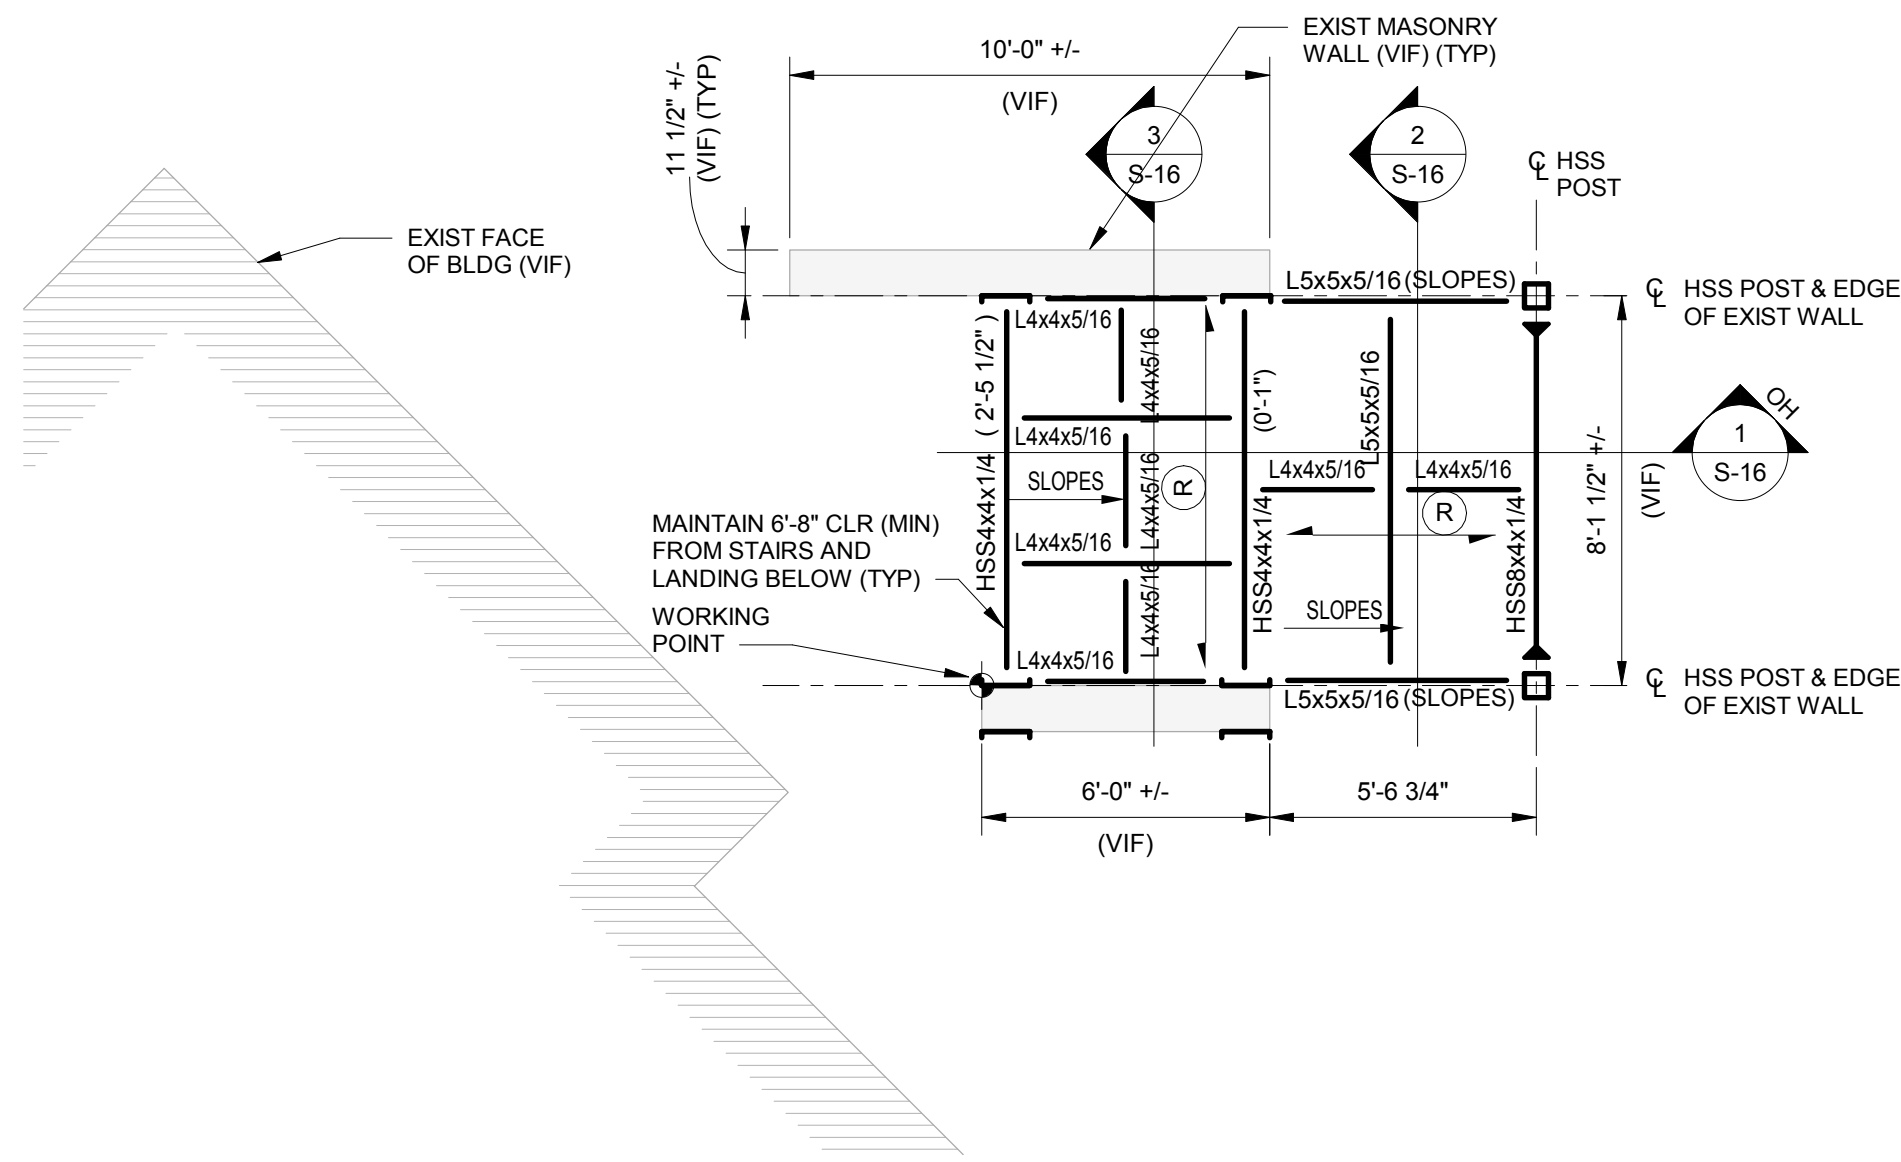 EXIST MASONRY
WALL (VIF) (TYP)
10'-0" +/-
(VIF)
11 1/2" +/-
(VIF) (TYP)
3
S-16
2
S-16
℄ HSS
POST
EXIST FACE
OF BLDG (VIF)
L5x5x5/16 (SLOPES)
℄ HSS POST & EDGE
OF EXIST WALL
L4x4x5/16
L4x4x5/16
HSS4x4x1/4 ( 2'-5 1/2" )
(0'-1")
L5x5x5/16
OH
1
S-16
8'-1 1/2" +/-
(VIF)
L4x4x5/16
L4x4x5/16
SLOPES
R
L4x4x5/16
L4x4x5/16
R
HSS4x4x1/4
HSS8x4x1/4
MAINTAIN 6'-8" CLR (MIN)
FROM STAIRS AND
LANDING BELOW (TYP)
L4x4x5/16
L4x4x5/16
SLOPES
WORKING
POINT
L4x4x5/16
L5x5x5/16 (SLOPES)
℄ HSS POST & EDGE
OF EXIST WALL
6'-0" +/-
(VIF)
5'-6 3/4"